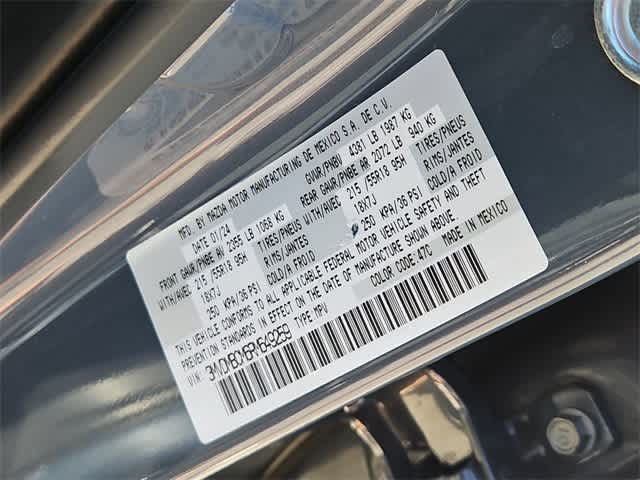 MFD. BY MAZDA MOTOR MANUFACTURING DE MEXICO S.A. DE C.V.
DATE 01/24 GVWR/PNBV 4381 LB 1987 KG
FRONT GAWR/PNBE AV 2355 LB 1068 KG REAR GAWR/PNBE AR 2072 LB 940 KG
WITH/AVEC 215/55R18 95H TIRES/PNEUS WITH/AVEC 215/55R18 95H TIRES/PNEUS
18X7J RIMS/JANTES 18X7J RIMS/JANTES
250 KPA(36 PSI) COLD/A FROID 250 KPA(36 PSI) COLD/A FROID
THIS VEHICLE CONFORMS TO ALL APPLICABLE FEDERAL MOTOR VEHICLE SAFETY AND THEFT
PREVENTION STANDARDS IN EFFECT ON THE DATE OF MANUFACTURE SHOWN ABOVE.
VIN: 3MVDMBCM6RM649259 TYPE: MPV COLOR CODE: 47C MADE IN MEXICO